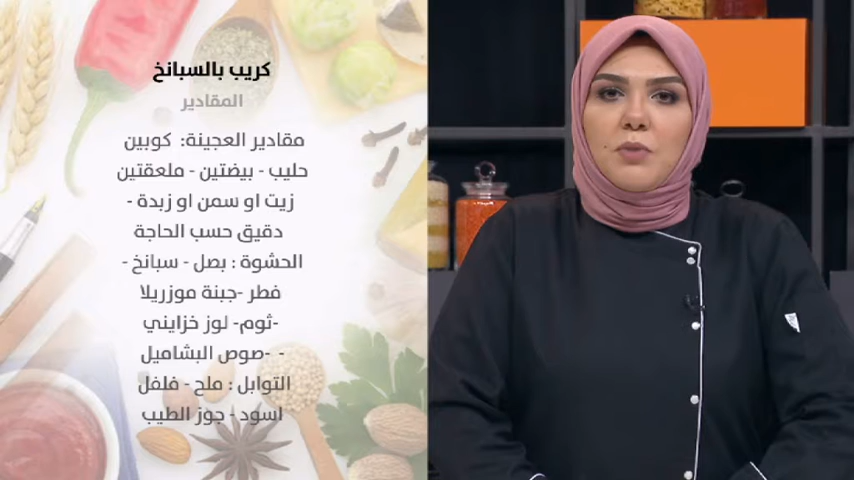 كريب بالسبانخ
المقادير
مقادير العجينة: كوبين
حليب - بيضتين - ملعقتين
زيت او سمن او زبدة -
دقيق حسب الحاجة
الحشوة : بصل - سبانخ -
فطر -جبنة موزريلا
-ثوم- لوز خزايني
- -صوص البشاميل
التوابل : ملح - فلفل
اسود - جوز الطيب